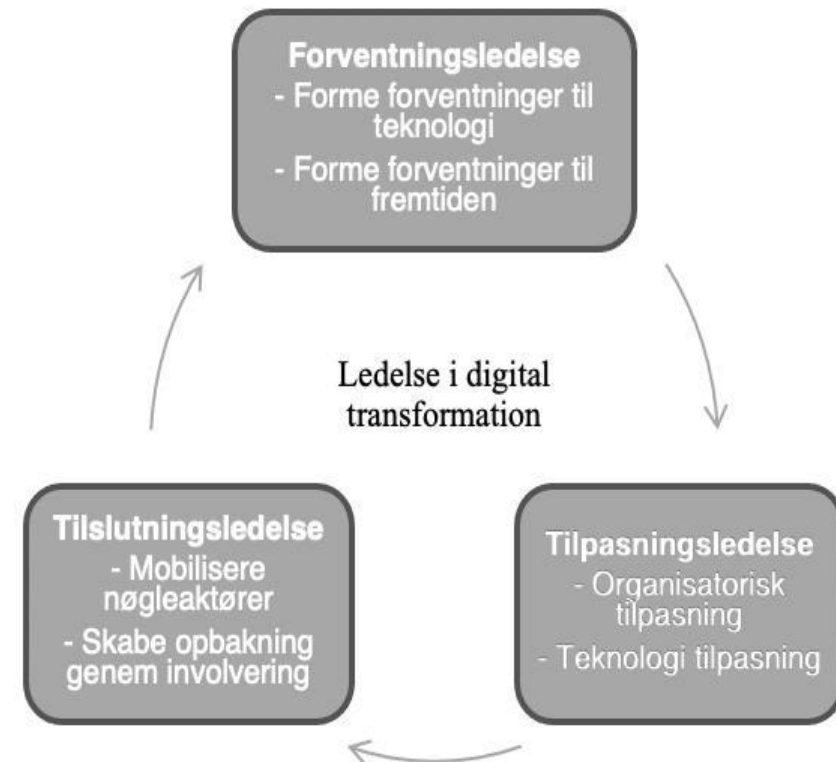 Forventningsledelse
- Forme forventninger til
teknologi
- Forme forventninger til
fremtiden
Ledelse i digital
transformation
Tilslutningsledelse
- Mobilisere
nøgleaktører
- Skabe opbakning
genem involvering
Tilpasningsledelse
- Organisatorisk
tilpasning
- Teknologi tilpasning